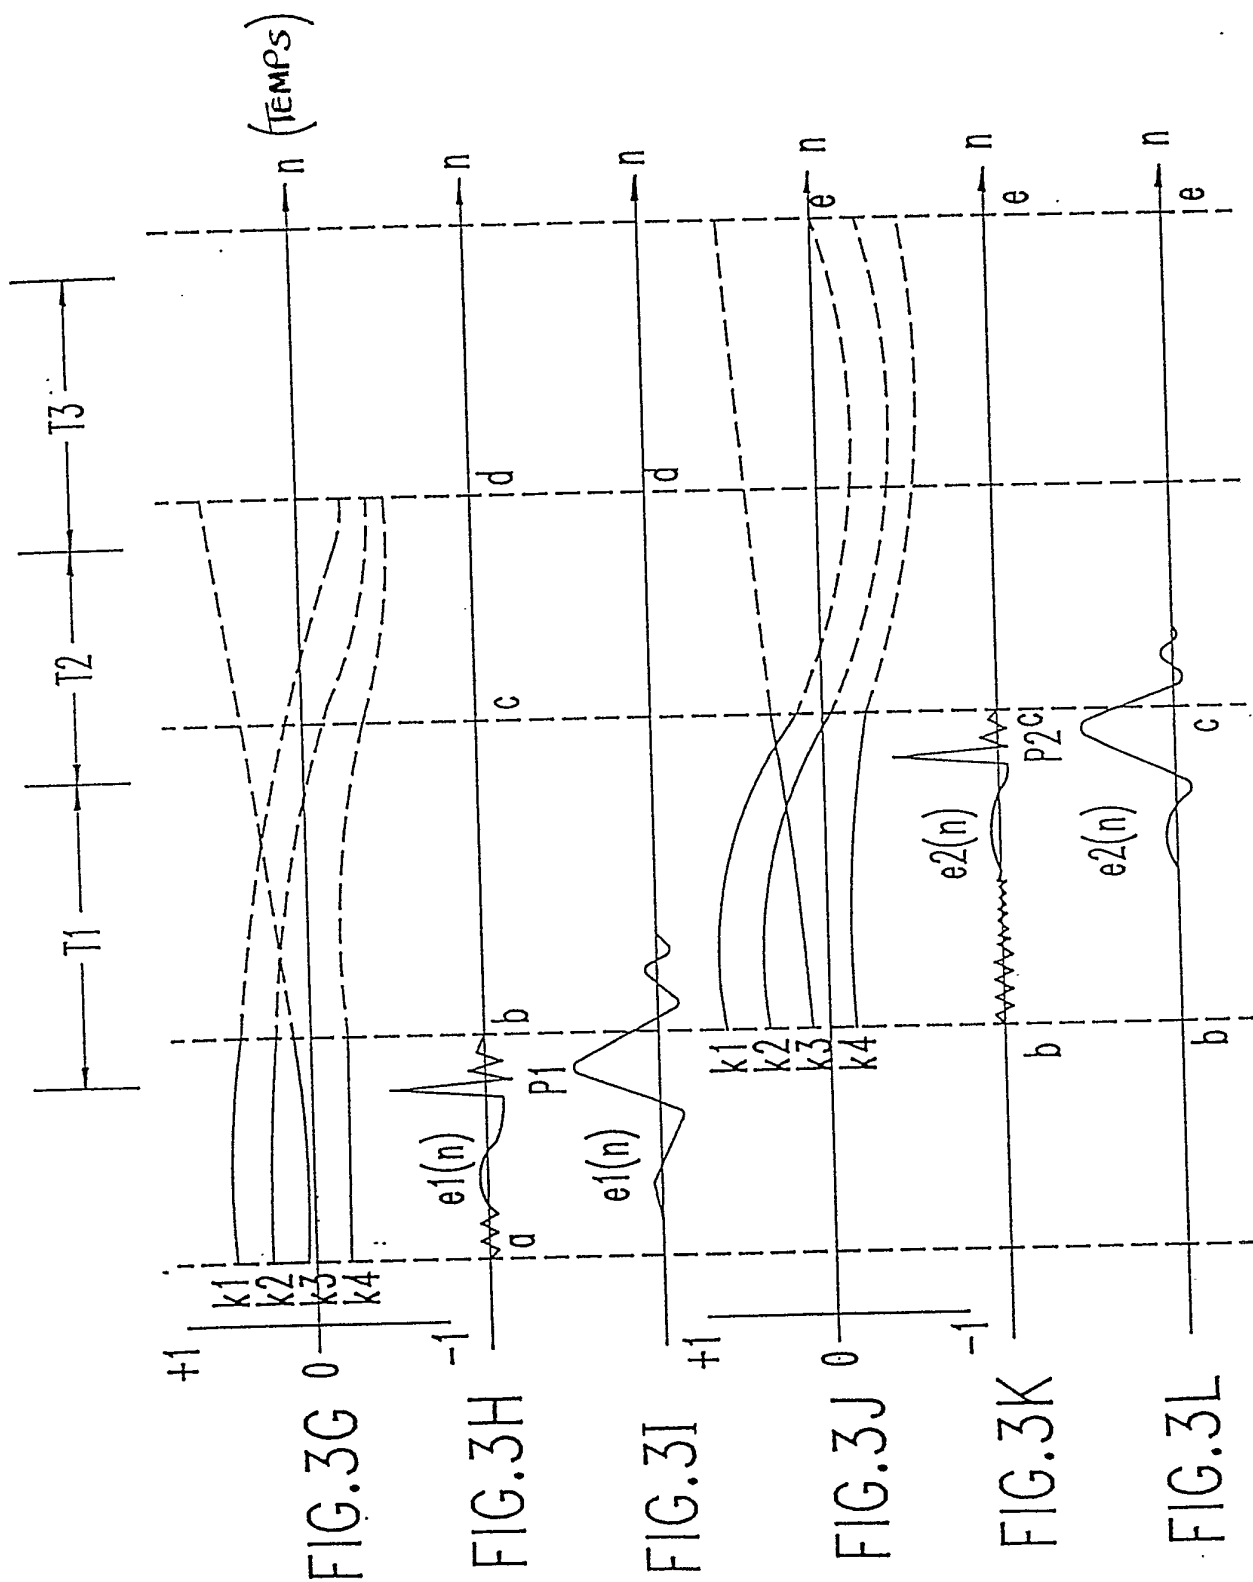 T1 T2 T3
+1
k1
k2
k3
k4
0
-1
n (TEMPS)
FIG.3G
e1(n)
P1
a b c d
n
FIG.3H
e1(n)
d
n
FIG.3I
+1
k1
k2
k3
k4
0
-1
e
n
FIG.3J
e2(n)
P2
b c e
n
FIG.3K
e2(n)
b c e
n
FIG.3L